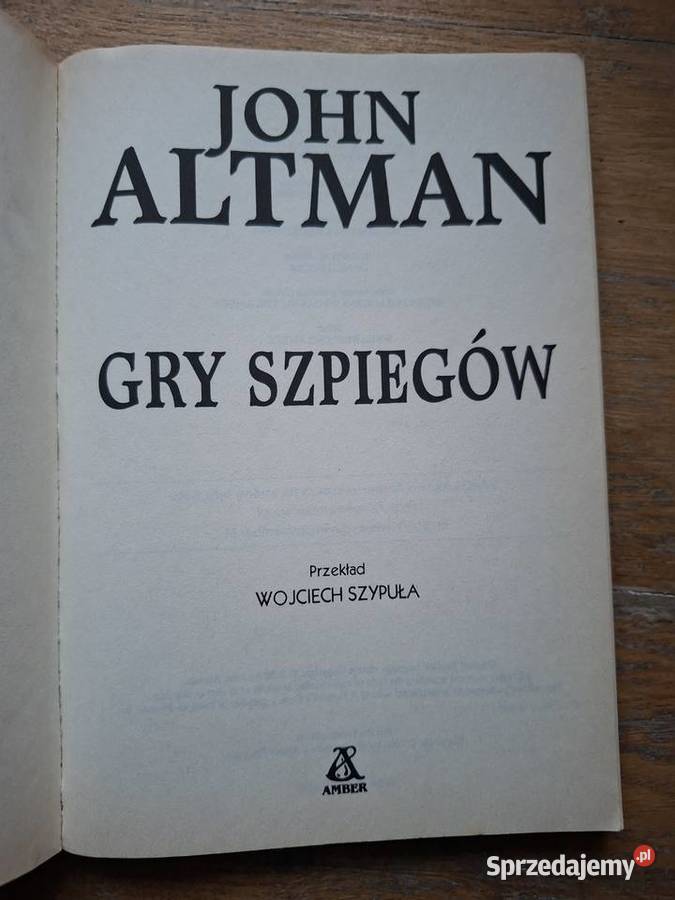 JOHN
ALTMAN
GRY SZPIEGÓW
Przekład
WOJCIECH SZYPUŁA
AMBER
Sprzedajemy.pl